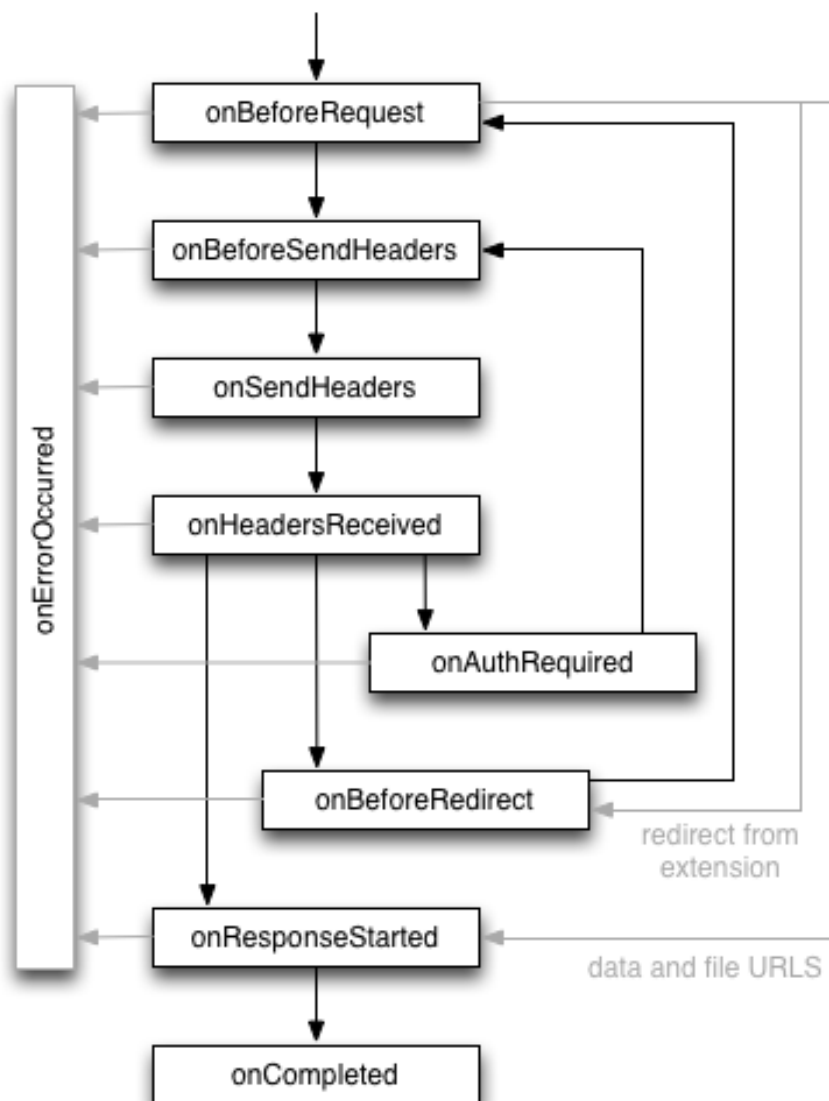 onBeforeRequest
onBeforeSendHeaders
onSendHeaders
onErrorOccurred
onHeadersReceived
onAuthRequired
onBeforeRedirect
redirect from
extension
onResponseStarted
data and file URLS
onCompleted